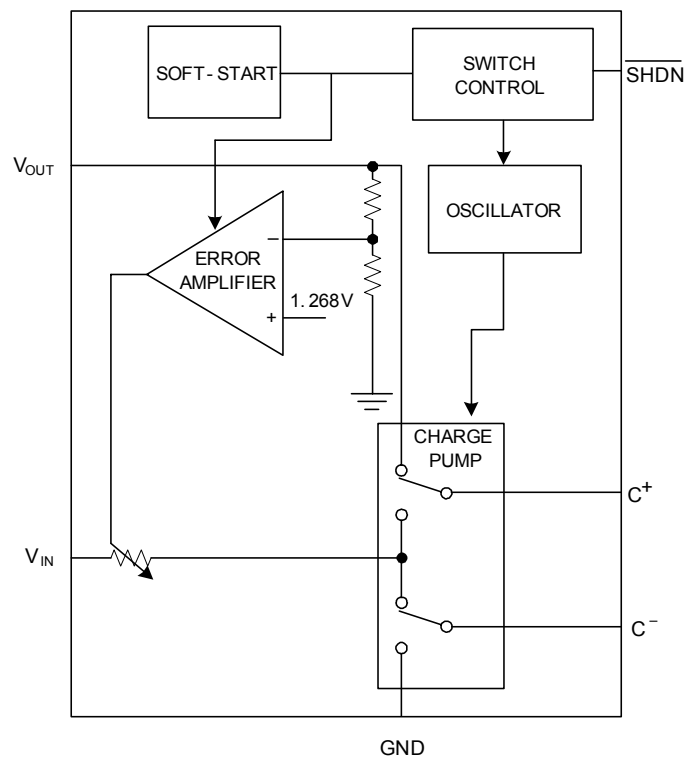 SOFT-START
SWITCH
CONTROL
SHDN
VOUT
OSCILLATOR
−
ERROR
AMPLIFIER
1.268V
+
CHARGE
PUMP
C+
VIN
C−
GND